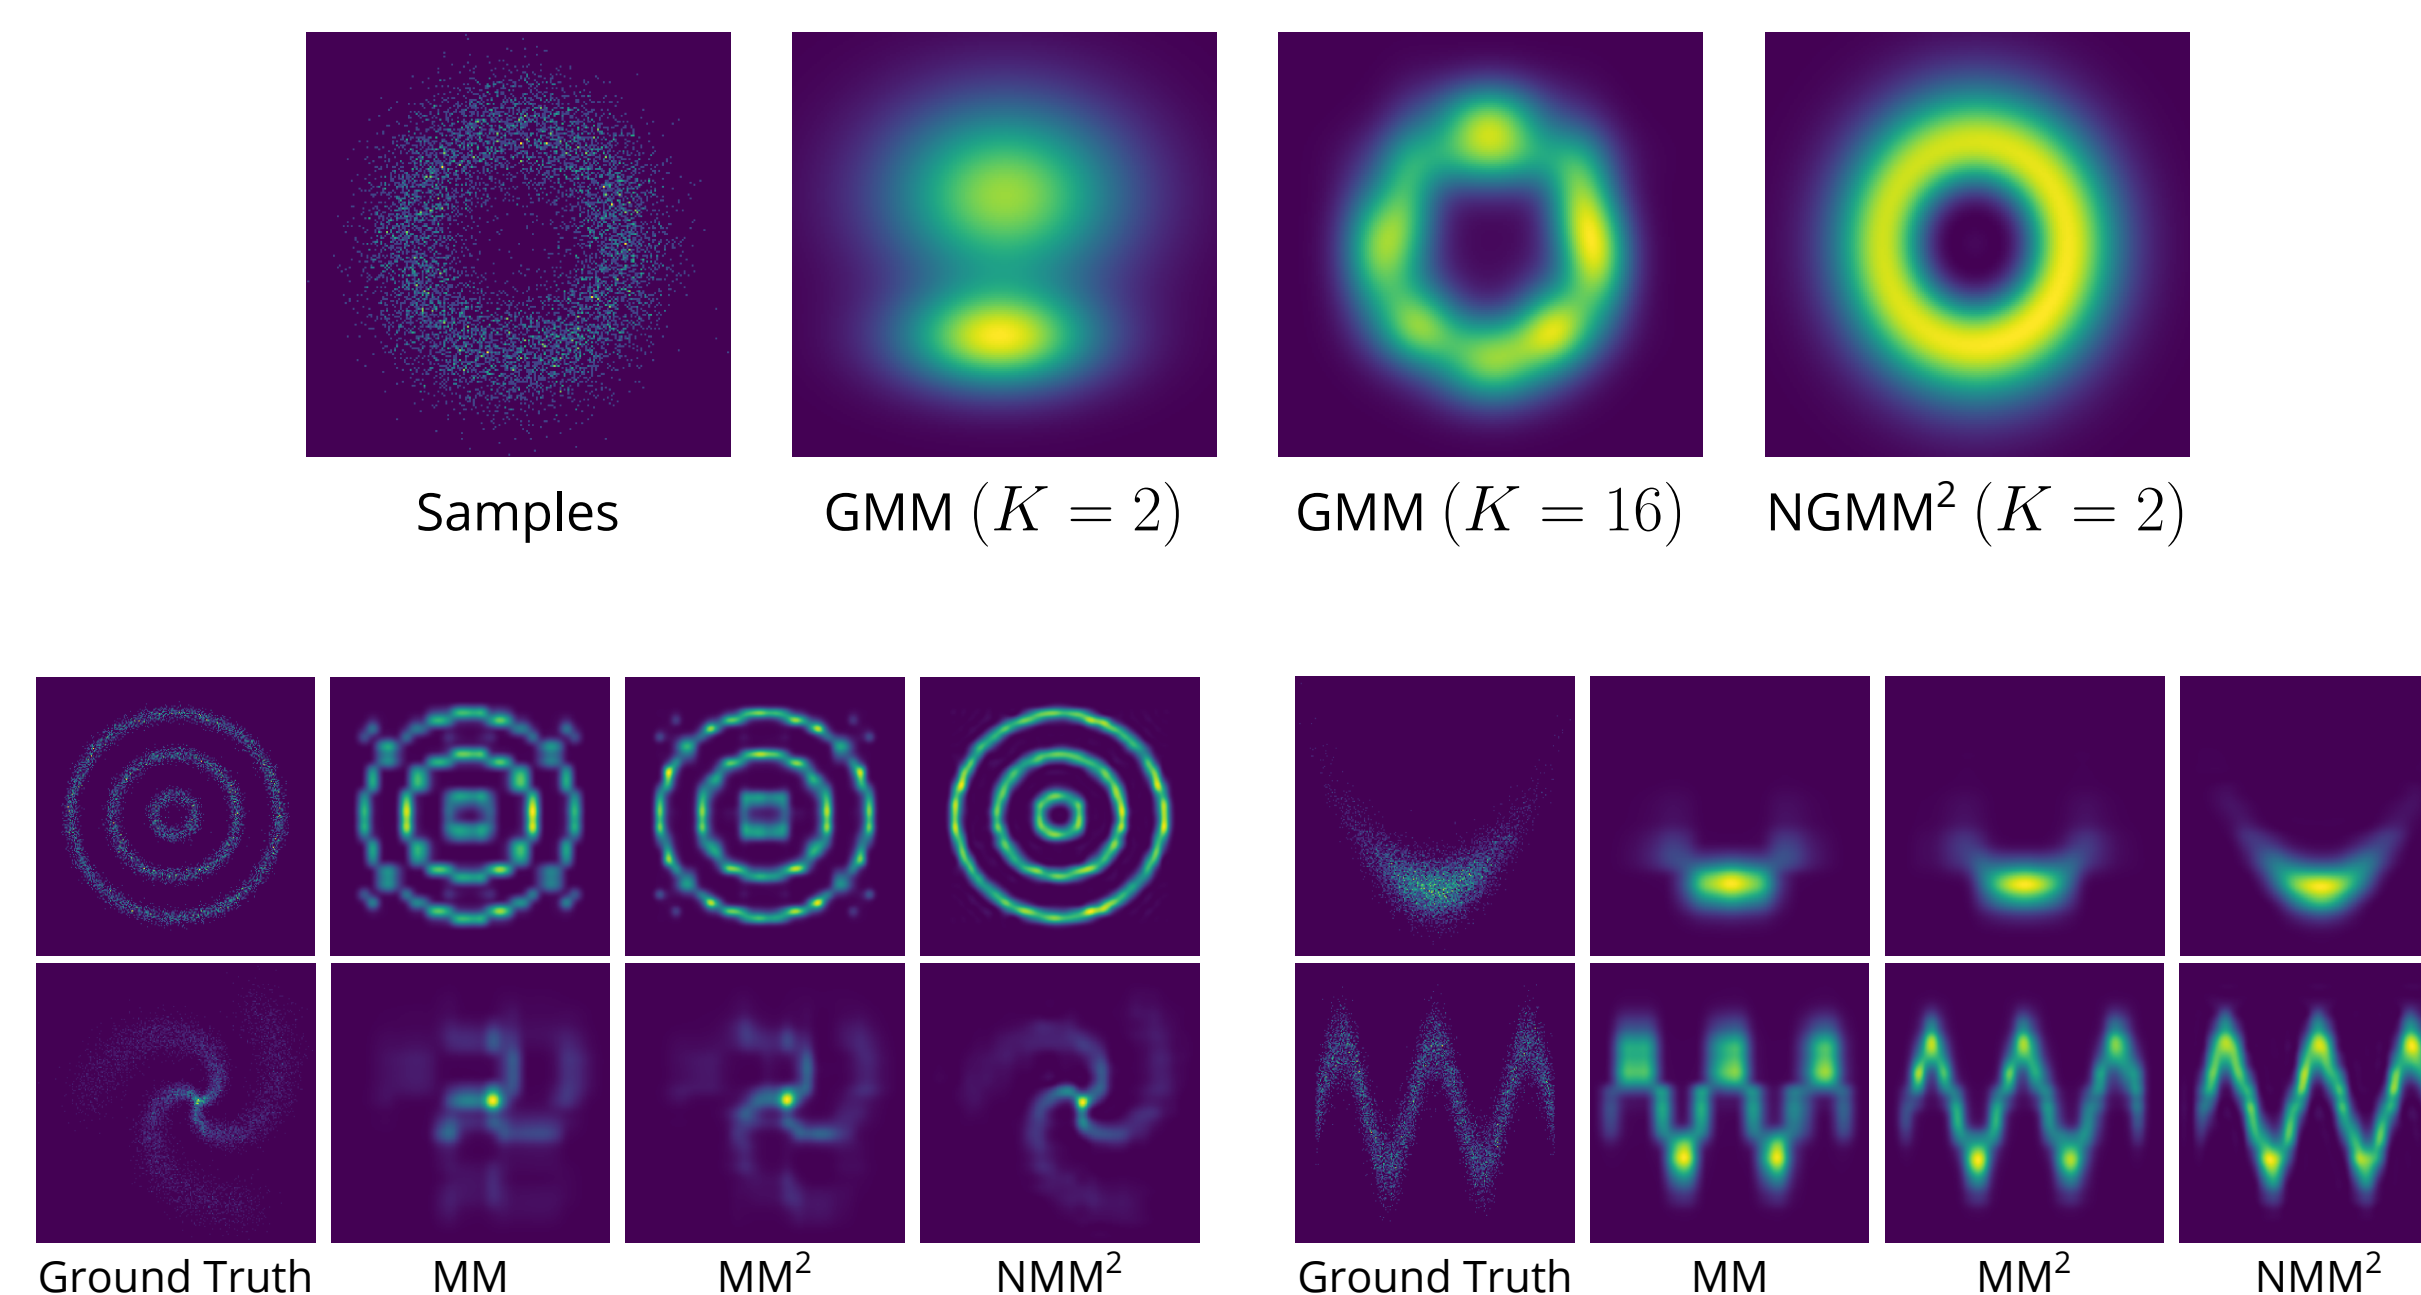 Samples
GMM (K = 2)
GMM (K = 16)
NGMM² (K = 2)
Ground Truth
MM
MM²
NMM²
Ground Truth
MM
MM²
NMM²